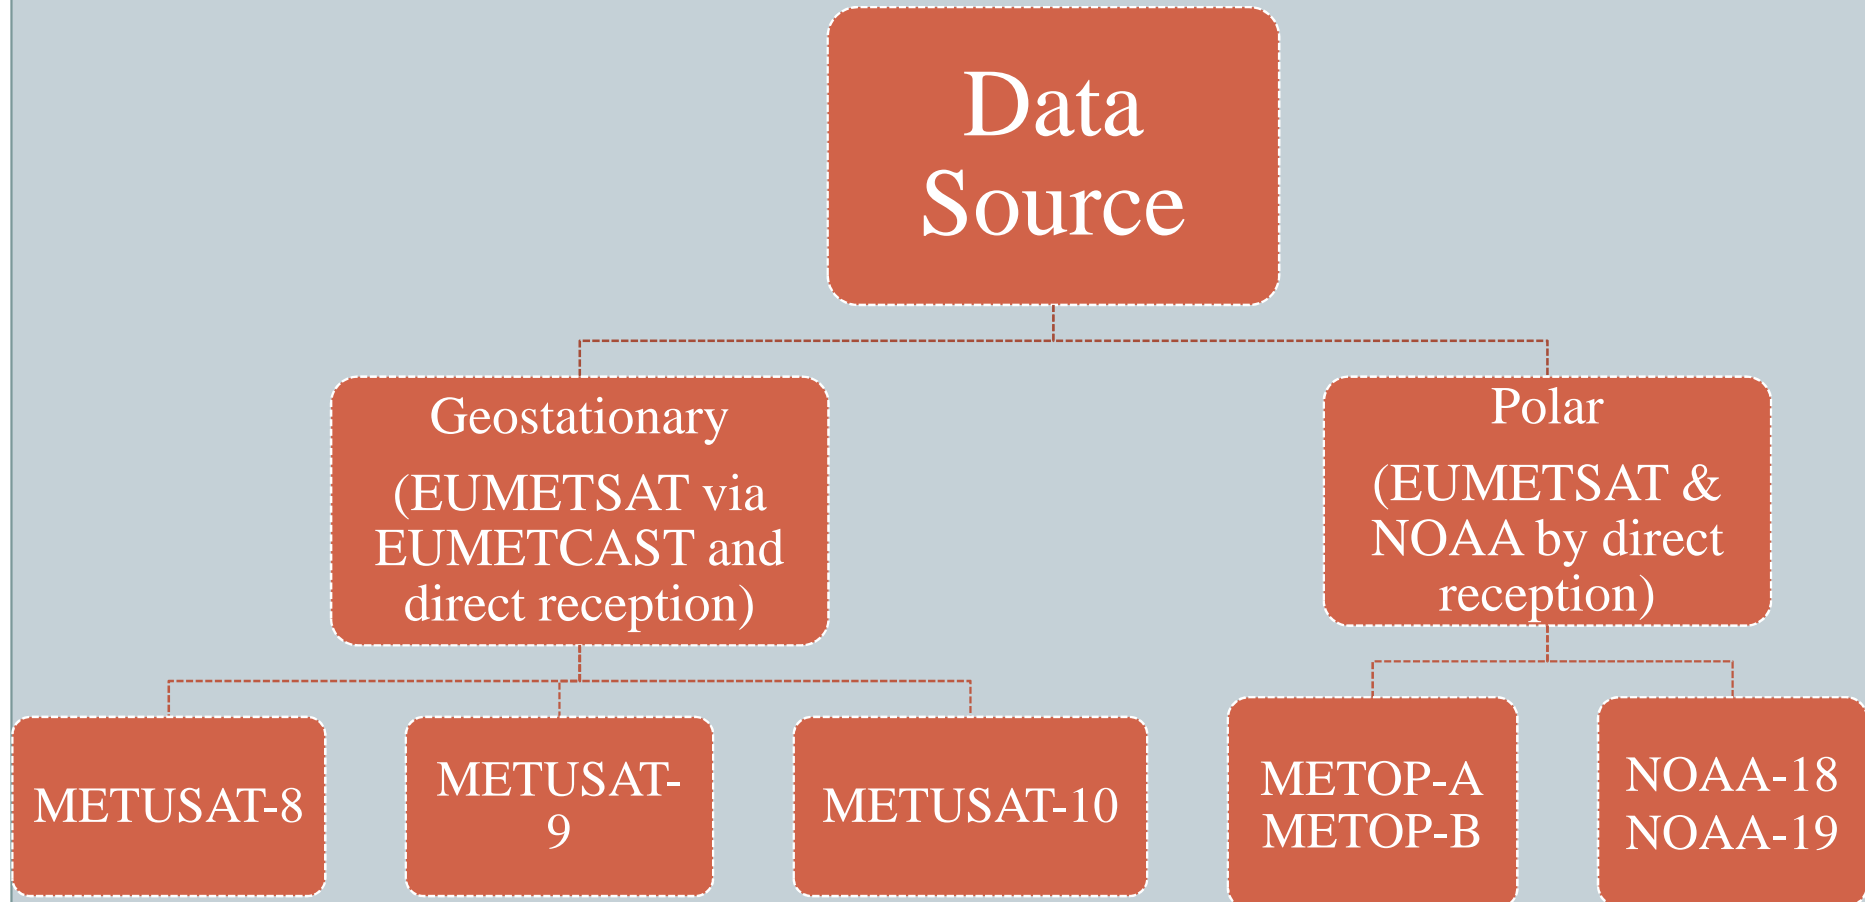 Data
Source
Geostationary
(EUMETSAT via
EUMETCAST and
direct reception)
Polar
(EUMETSAT &
NOAA by direct
reception)
METUSAT-8
METUSAT-
9
METUSAT-10
METOP-A
METOP-B
NOAA-18
NOAA-19